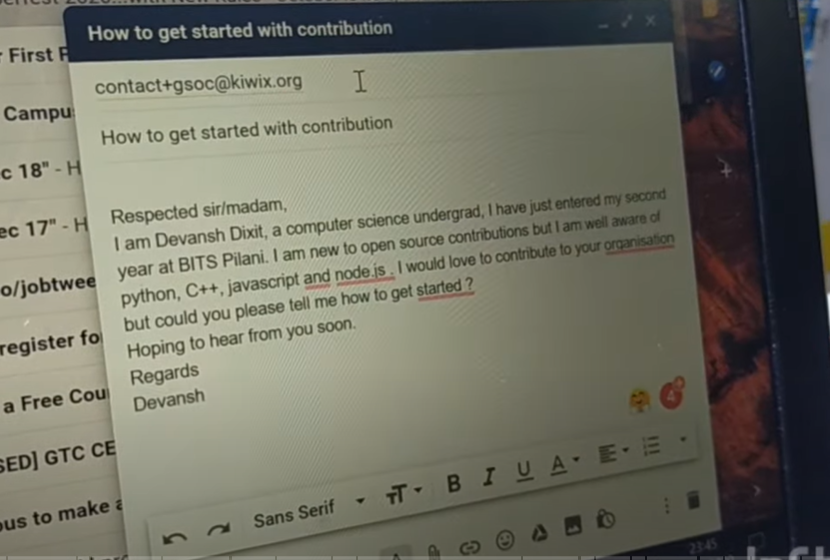 How to get started with contribution
contact+gsoc@kiwix.org
How to get started with contribution
Respected sir/madam,
I am Devansh Dixit, a computer science undergrad, I have just entered my second
year at BITS Pilani. I am new to open source contributions but I am well aware of
python, C++, javascript and node.js . I would love to contribute to your organisation
but could you please tell me how to get started ?
Hoping to hear from you soon.
Regards
Devansh
4
Sans Serif
B I U A
First F
Campu
c 18" - H
ec 17" - H
o/jobtwee
register fo
a Free Cou
SED] GTC CE
ous to make a
23:45